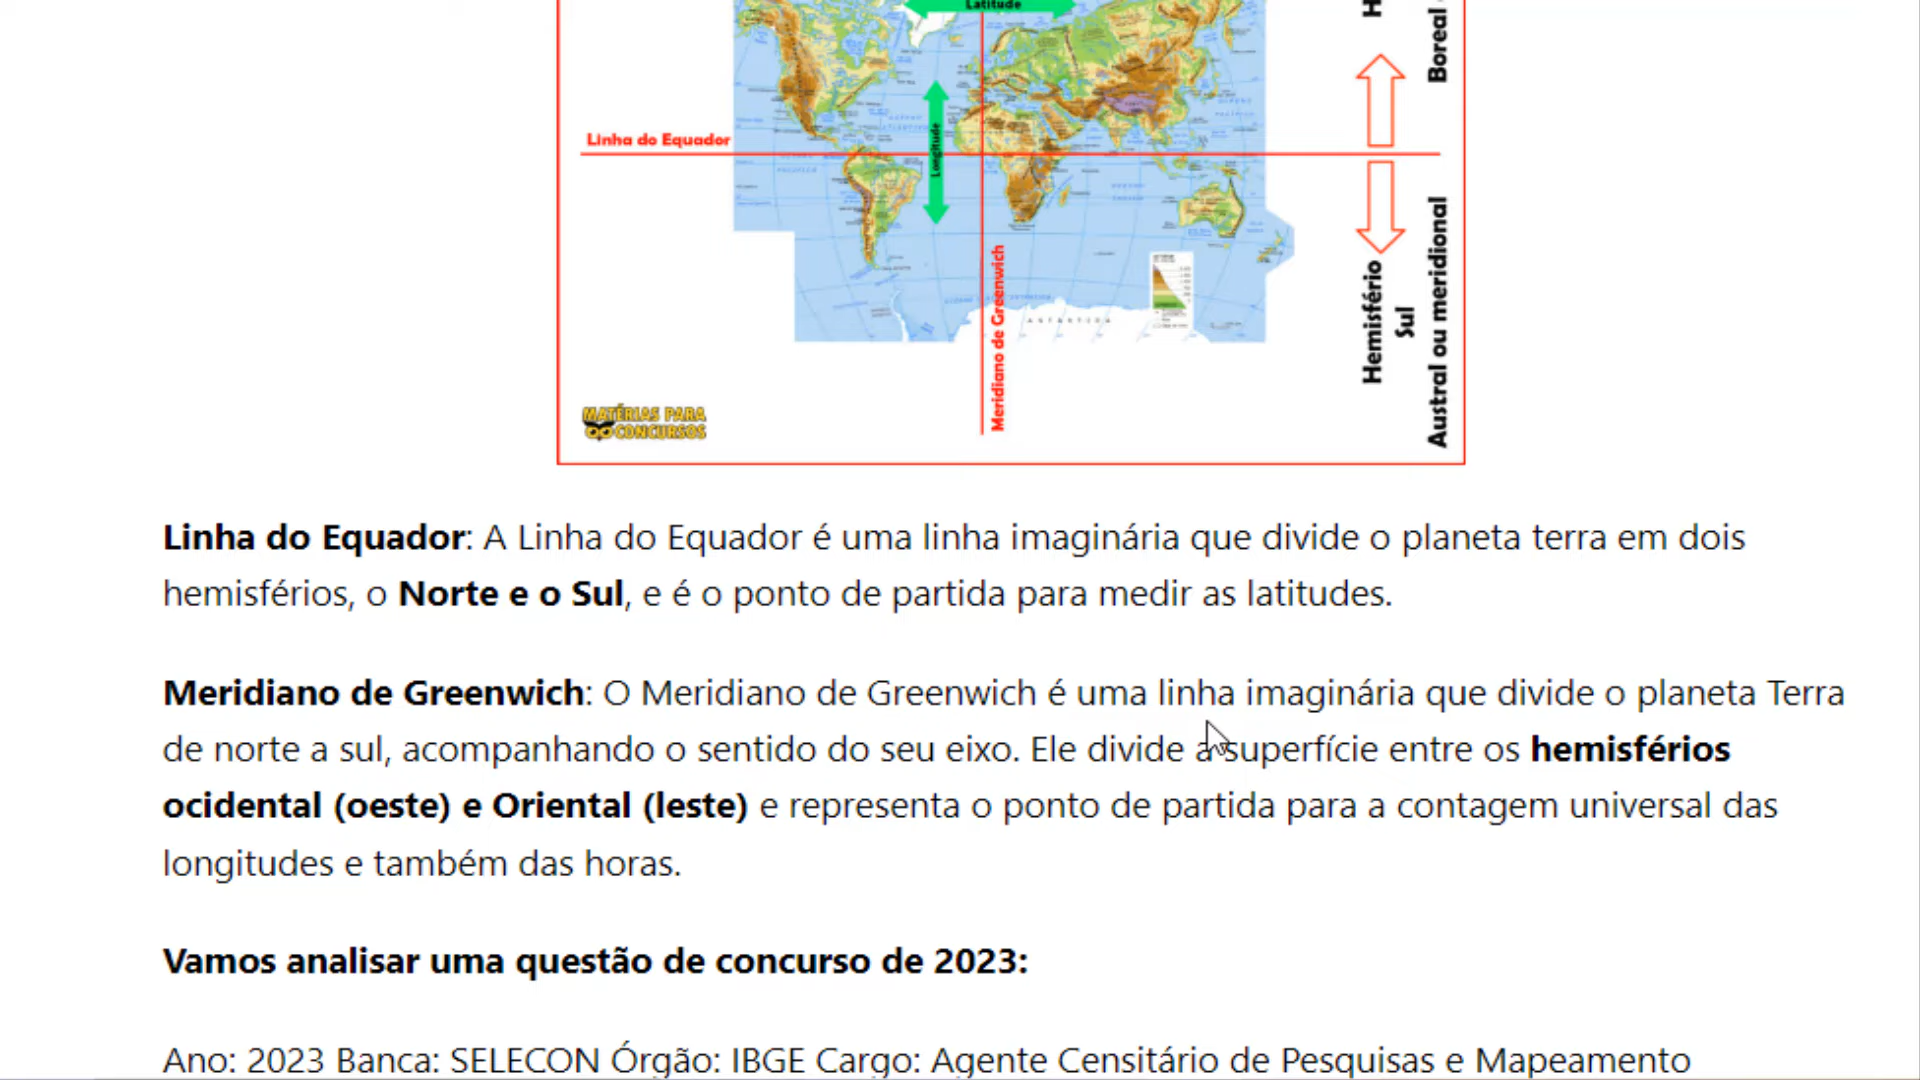 Latitude
H
Boreal
Longitude
Linha do Equador
Meridiano de Greenwich
ANTÁRTIDA
Hemisfério
Sul
Austral ou meridional
MATÉRIAS PARA
CONCURSOS
Linha do Equador: A Linha do Equador é uma linha imaginária que divide o planeta terra em dois
hemisférios, o Norte e o Sul, e é o ponto de partida para medir as latitudes.
Meridiano de Greenwich: O Meridiano de Greenwich é uma linha imaginária que divide o planeta Terra
de norte a sul, acompanhando o sentido do seu eixo. Ele divide a superfície entre os hemisférios
ocidental (oeste) e Oriental (leste) e representa o ponto de partida para a contagem universal das
longitudes e também das horas.
Vamos analisar uma questão de concurso de 2023:
Ano: 2023 Banca: SELECON Órgão: IBGE Cargo: Agente Censitário de Pesquisas e Mapeamento